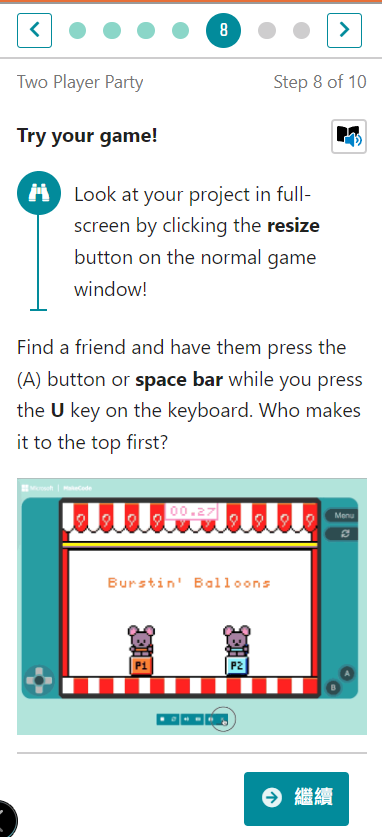 8
Two Player Party
Step 8 of 10
Try your game!
Look at your project in full-
screen by clicking the resize
button on the normal game
window!
Find a friend and have them press the
(A) button or space bar while you press
the U key on the keyboard. Who makes
it to the top first?
Microsoft | MakeCode
00.27
Menu
Burstin' Balloons
P1
P2
A
B
繼續